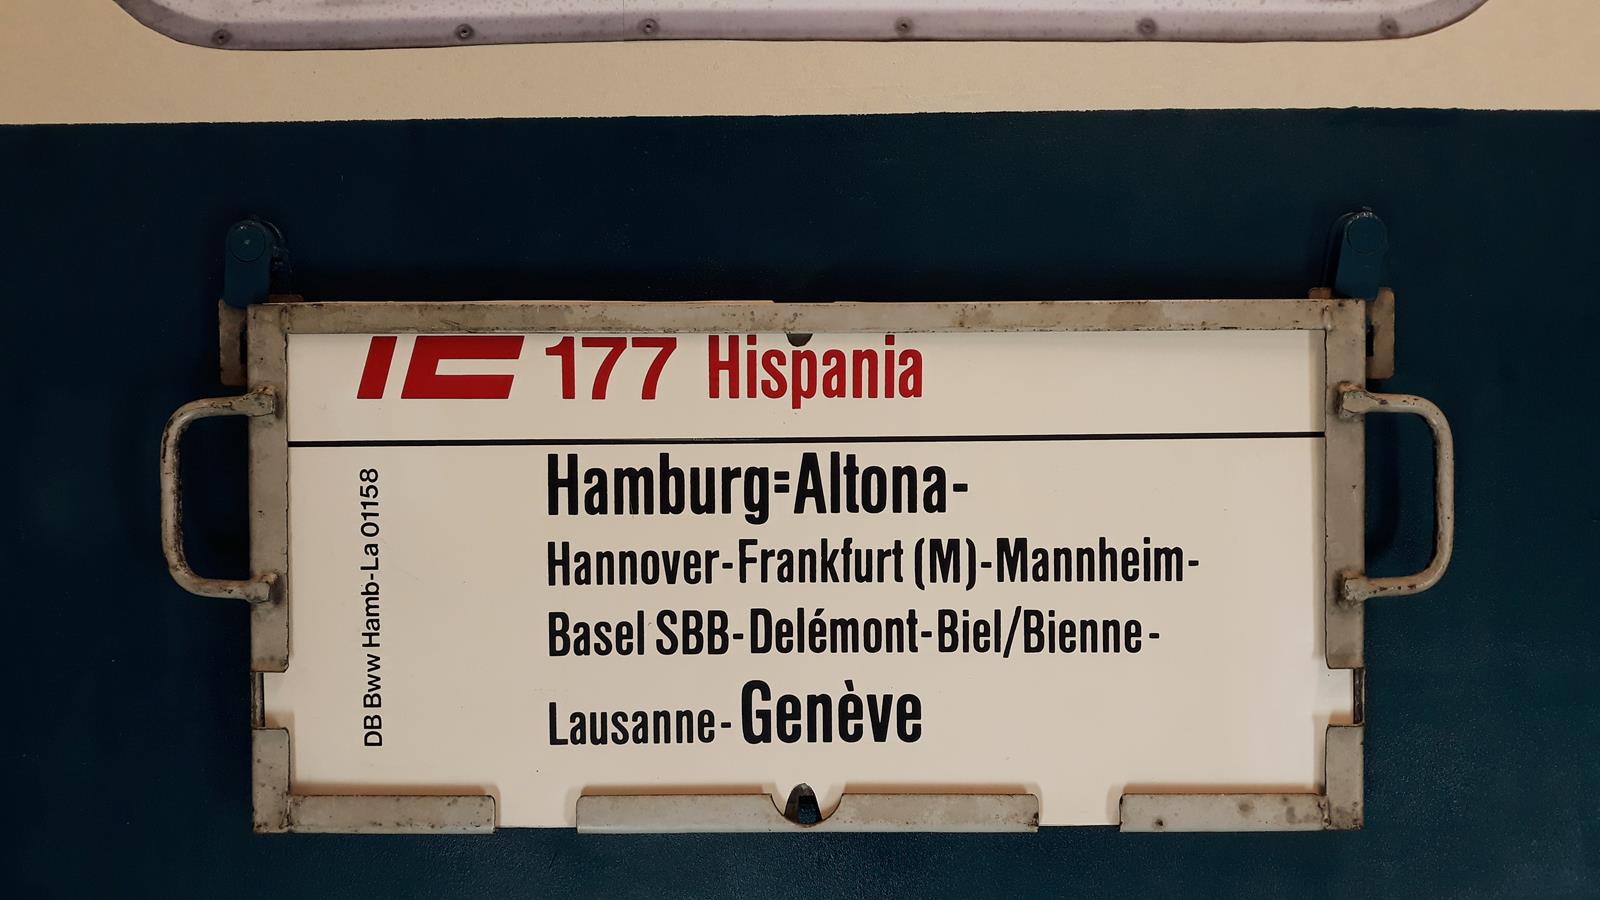 IC 177 Hispania
Hamburg=Altona-
Hannover-Frankfurt (M)-Mannheim-
Basel SBB-Delémont-Biel/Bienne-
Lausanne-Genève
DB Bww Hamb-La 01158